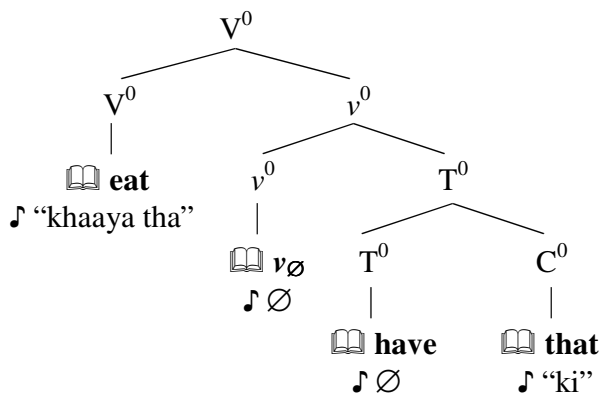 V⁰
V⁰ v⁰
eat v⁰ T⁰
♪ “khaaya tha”
v∅ T⁰ C⁰
♪ ∅
have that
♪ ∅ ♪ “ki”